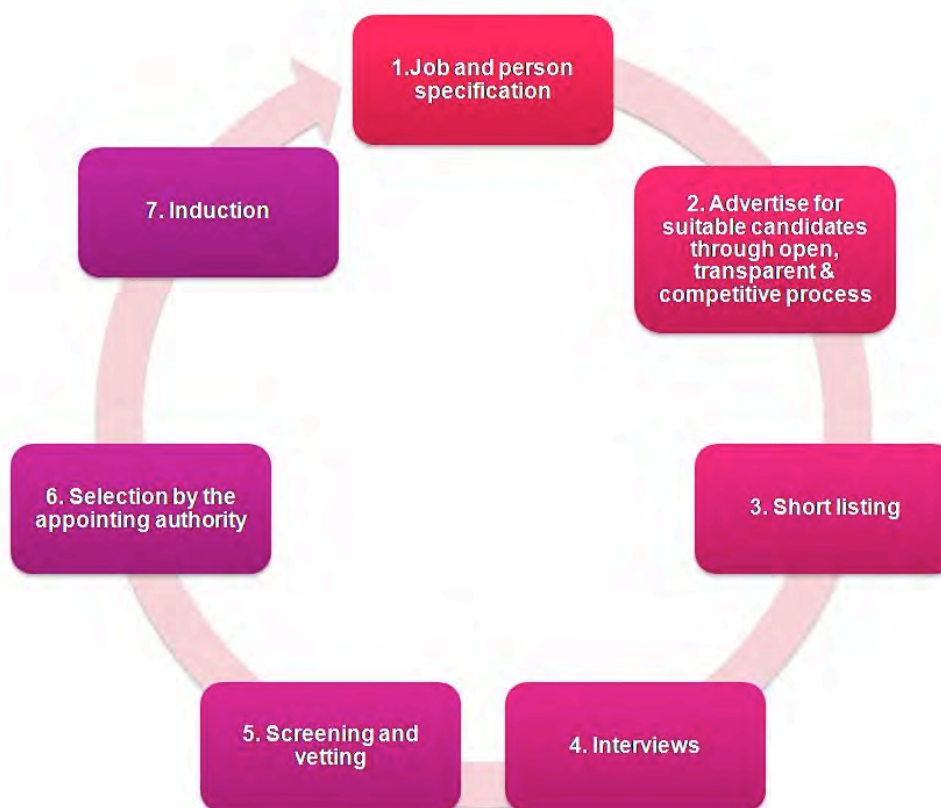 1.Job and person
specification
2. Advertise for
suitable candidates
through open,
transparent &
competitive process
3. Short listing
4. Interviews
5. Screening and
vetting
6. Selection by the
appointing authority
7. Induction